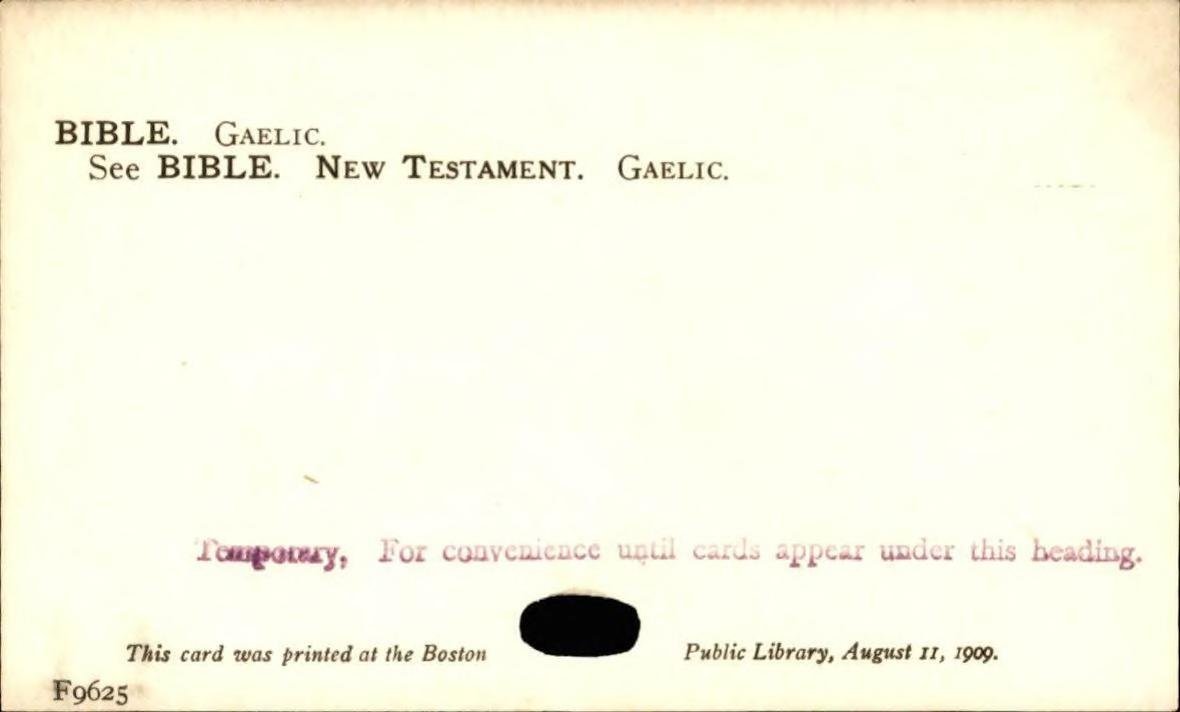 BIBLE. GAELIC.
See BIBLE. NEW TESTAMENT. GAELIC.
Temporary. For convenience until cards appear under this heading.
This card was printed at the Boston Public Library, August 11, 1909.
F9625